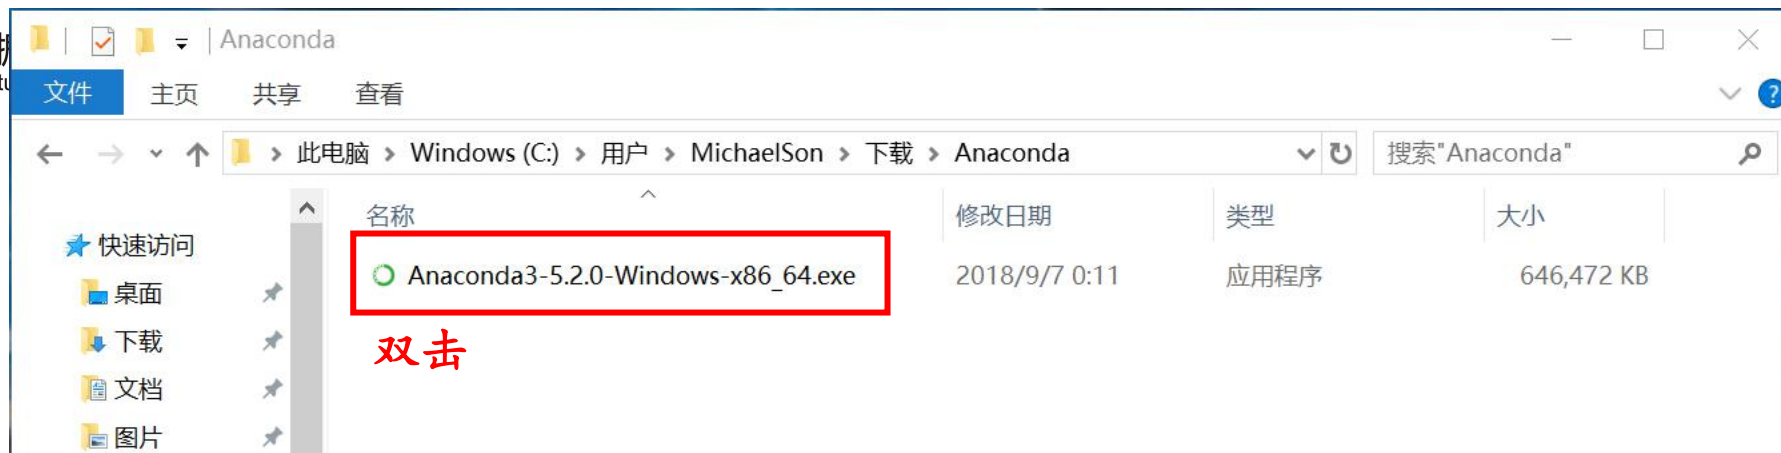 Anaconda
文件 主页 共享 查看
此电脑 > Windows (C:) > 用户 > MichaelSon > 下载 > Anaconda 搜索"Anaconda"
名称 修改日期 类型 大小
快速访问
Anaconda3-5.2.0-Windows-x86_64.exe 2018/9/7 0:11 应用程序 646,472 KB
桌面
双击
下载
文档
图片